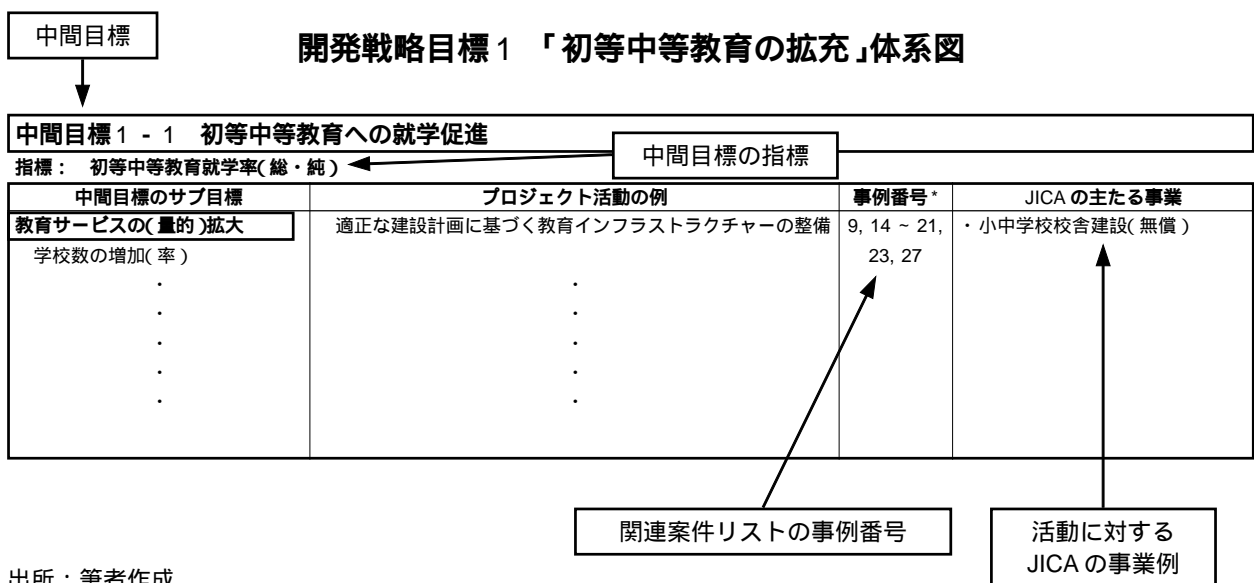 中間目標
開発戦略目標1 「初等中等教育の拡充」体系図
中間目標1 - 1 初等中等教育への就学促進
中間目標の指標
指標: 初等中等教育就学率(総・純)
中間目標のサブ目標 プロジェクト活動の例 事例番号* JICAの主たる事業
教育サービスの(量的)拡大 適正な建設計画に基づく教育インフラストラクチャーの整備 9, 14 ~ 21, ・小中学校校舎建設(無償)
学校数の増加(率) 23, 27
・ ・
・ ・
・ ・
・ ・
・ ・
関連案件リストの事例番号
活動に対する
JICAの事業例
出所:筆者作成